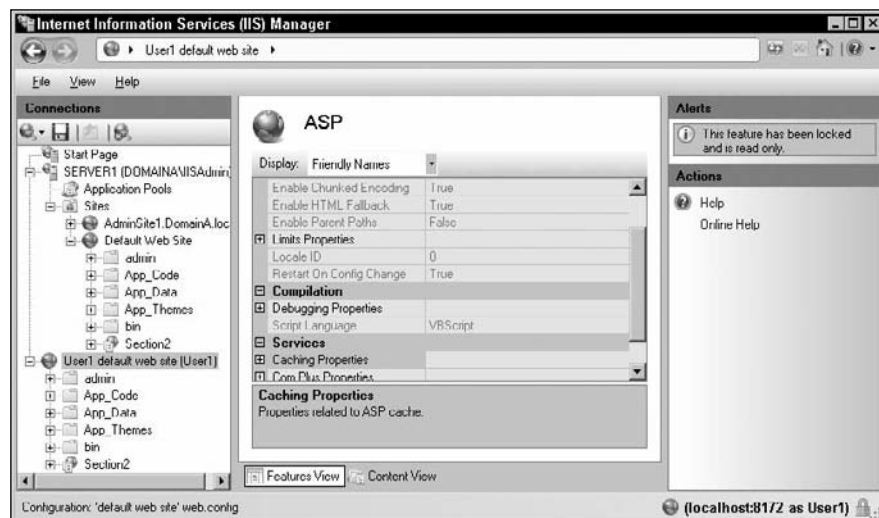 Internet Information Services (IIS) Manager
User1 default web site
File View Help
Connections
Start Page
SERVER1 (DOMAINA\IISAdmin
Application Pools
Sites
AdminSite1.DomainA.loc
Default Web Site
admin
App_Code
App_Data
App_Themes
bin
Section2
User1 default web site (User1)
admin
App_Code
App_Data
App_Themes
bin
Section2
ASP
Display: Friendly Names
Enable Chunked Encoding True
Enable HTML Fallback True
Enable Parent Paths False
Limits Properties
Locale ID 0
Restart On Config Change True
Compilation
Debugging Properties
Script Language VBScript
Services
Caching Properties
Com Plus Properties
Caching Properties
Properties related to ASP cache.
Features View Content View
Alerts
This feature has been locked
and is read only.
Actions
Help
Online Help
Configuration: 'default web site' web.config
(localhost:8172 as User1)